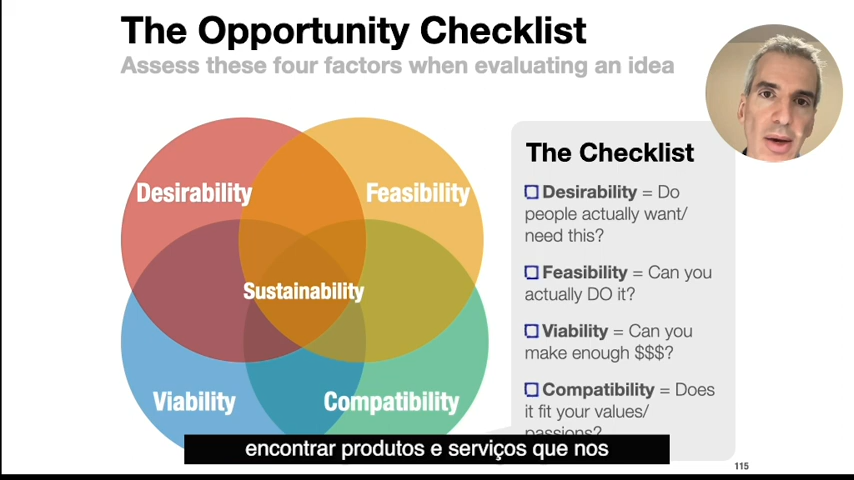 The Opportunity Checklist
Assess these four factors when evaluating an idea
Desirability
Feasibility
Sustainability
Viability
Compatibility
The Checklist
Desirability = Do
people actually want/
need this?
Feasibility = Can you
actually DO it?
Viability = Can you
make enough $$$?
Compatibility = Does
it fit your values/
passions?
encontrar produtos e serviços que nos
115